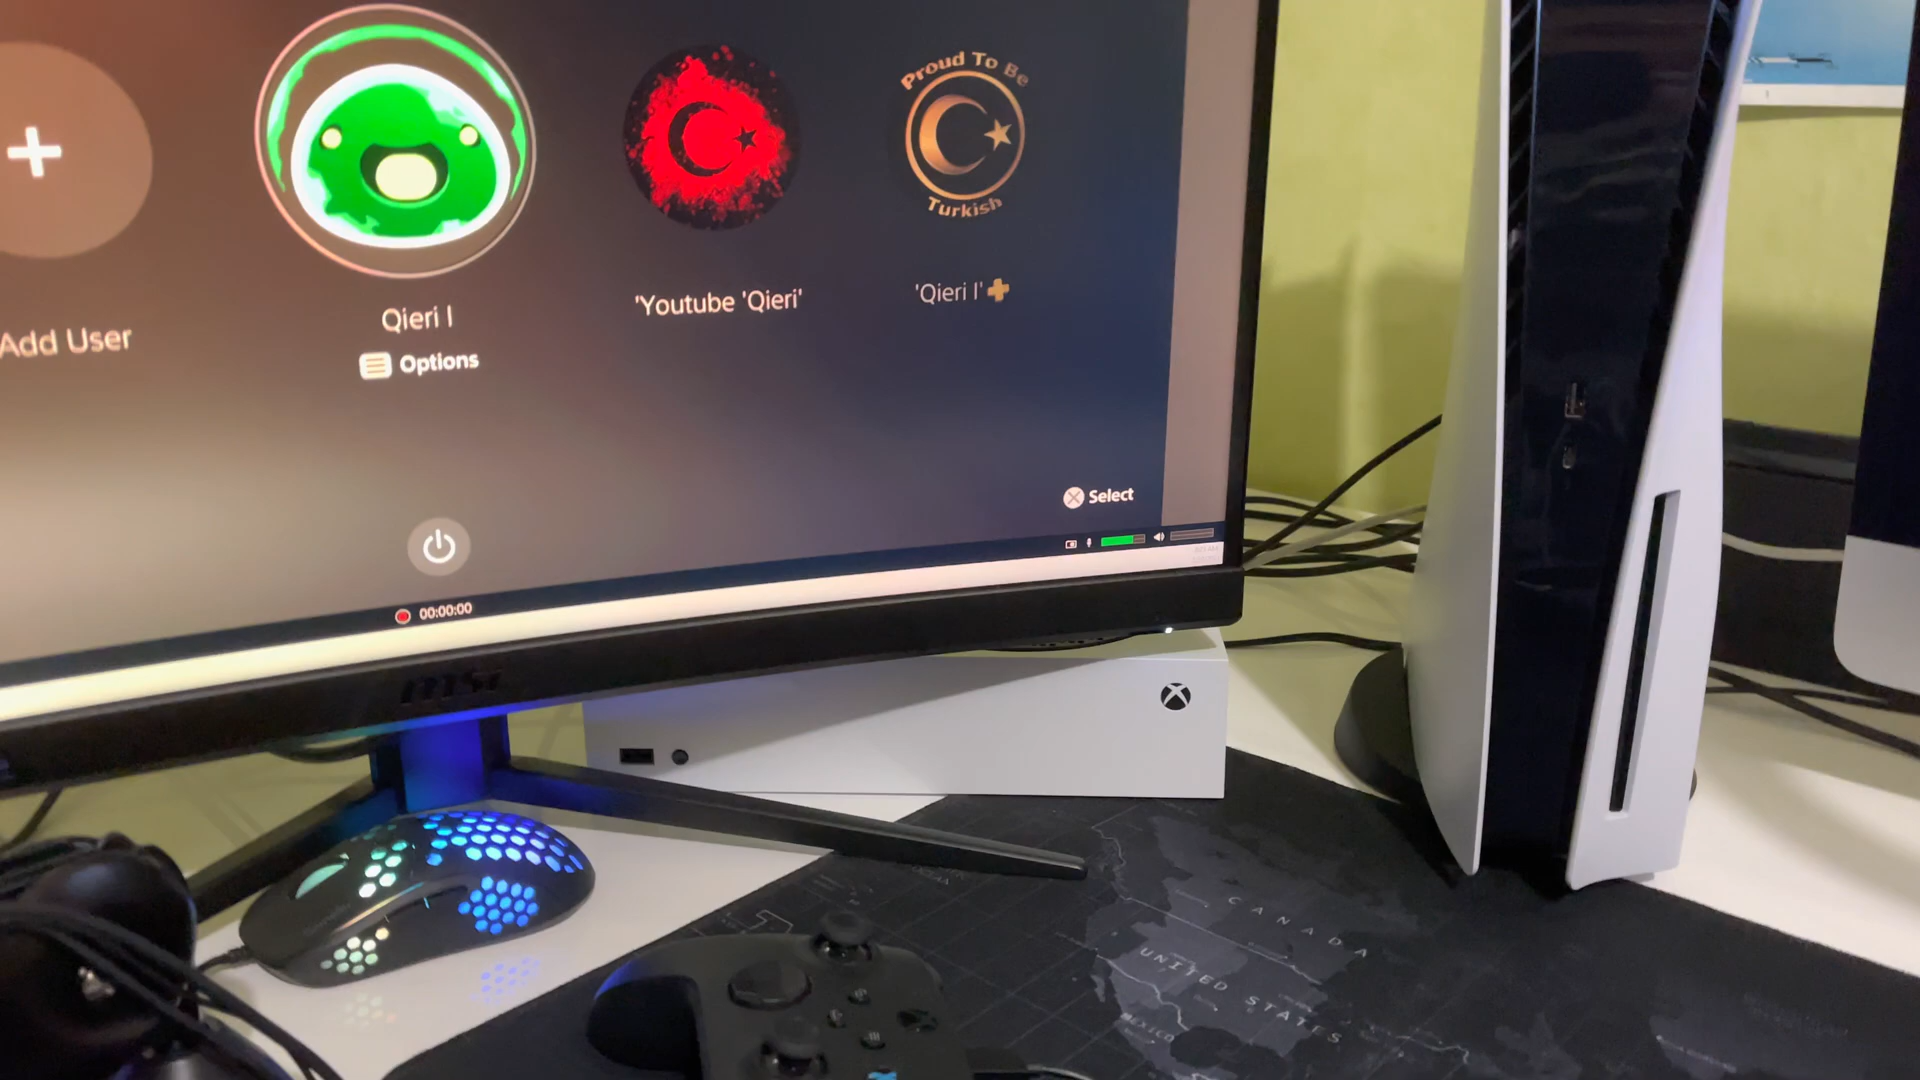 Proud To Be
Turkish
Add User
Qieri I
'Youtube 'Qieri'
'Qieri I'
Options
Select
00:00:00
msi
CANADA
UNITED STATES
MEXICO